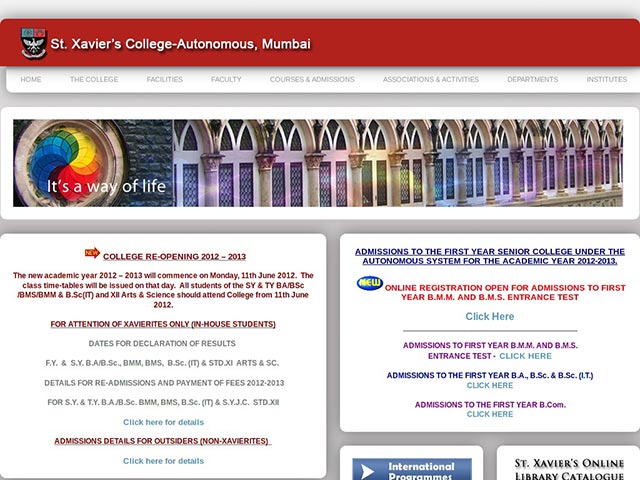 St. Xavier's College-Autonomous, Mumbai
HOME THE COLLEGE FACILITIES FACULTY COURSES & ADMISSIONS ASSOCIATIONS & ACTIVITIES DEPARTMENTS INSTITUTES
It's a way of life
NEW COLLEGE RE-OPENING 2012 – 2013
The new academic year 2012 – 2013 will commence on Monday, 11th June 2012. The
class time-tables will be issued on that day. All students of the SY & TY BA/BSc
/BMS/BMM & B.Sc(IT) and XII Arts & Science should attend College from 11th June
2012.
FOR ATTENTION OF XAVIERITES ONLY (IN-HOUSE STUDENTS)
DATES FOR DECLARATION OF RESULTS
F.Y. & S.Y. B.A/B.Sc., BMM, BMS, B.Sc. (IT) & STD.XI ARTS & SC.
DETAILS FOR RE-ADMISSIONS AND PAYMENT OF FEES 2012-2013
FOR S.Y. & T.Y. B.A./B.Sc. BMM, BMS, B.Sc. (IT) & S.Y.J.C. STD.XII
Click here for details
ADMISSIONS DETAILS FOR OUTSIDERS (NON-XAVIERITES)
Click here for details
ADMISSIONS TO THE FIRST YEAR SENIOR COLLEGE UNDER THE
AUTONOMOUS SYSTEM FOR THE ACADEMIC YEAR 2012-2013.
NEW ONLINE REGISTRATION OPEN FOR ADMISSIONS TO FIRST
YEAR B.M.M. AND B.M.S. ENTRANCE TEST
Click Here
ADMISSIONS TO FIRST YEAR B.M.M. AND B.M.S.
ENTRANCE TEST - CLICK HERE
ADMISSIONS TO THE FIRST YEAR B.A., B.Sc. & B.Sc. (I.T.)
CLICK HERE
ADMISSIONS TO THE FIRST YEAR B.Com.
CLICK HERE
International
Programmes
St. Xavier's Online
Library Catalogue